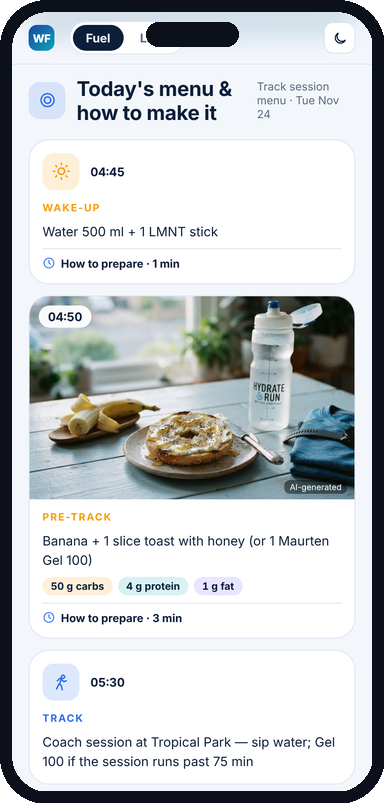 WF
Fuel
L
Today's menu &
how to make it
Track session
menu · Tue Nov
24
04:45
WAKE-UP
Water 500 ml + 1 LMNT stick
How to prepare · 1 min
04:50
HYDRATE
& RUN
AI-generated
PRE-TRACK
Banana + 1 slice toast with honey (or 1 Maurten
Gel 100)
50 g carbs
4 g protein
1 g fat
How to prepare · 3 min
05:30
TRACK
Coach session at Tropical Park — sip water; Gel
100 if the session runs past 75 min